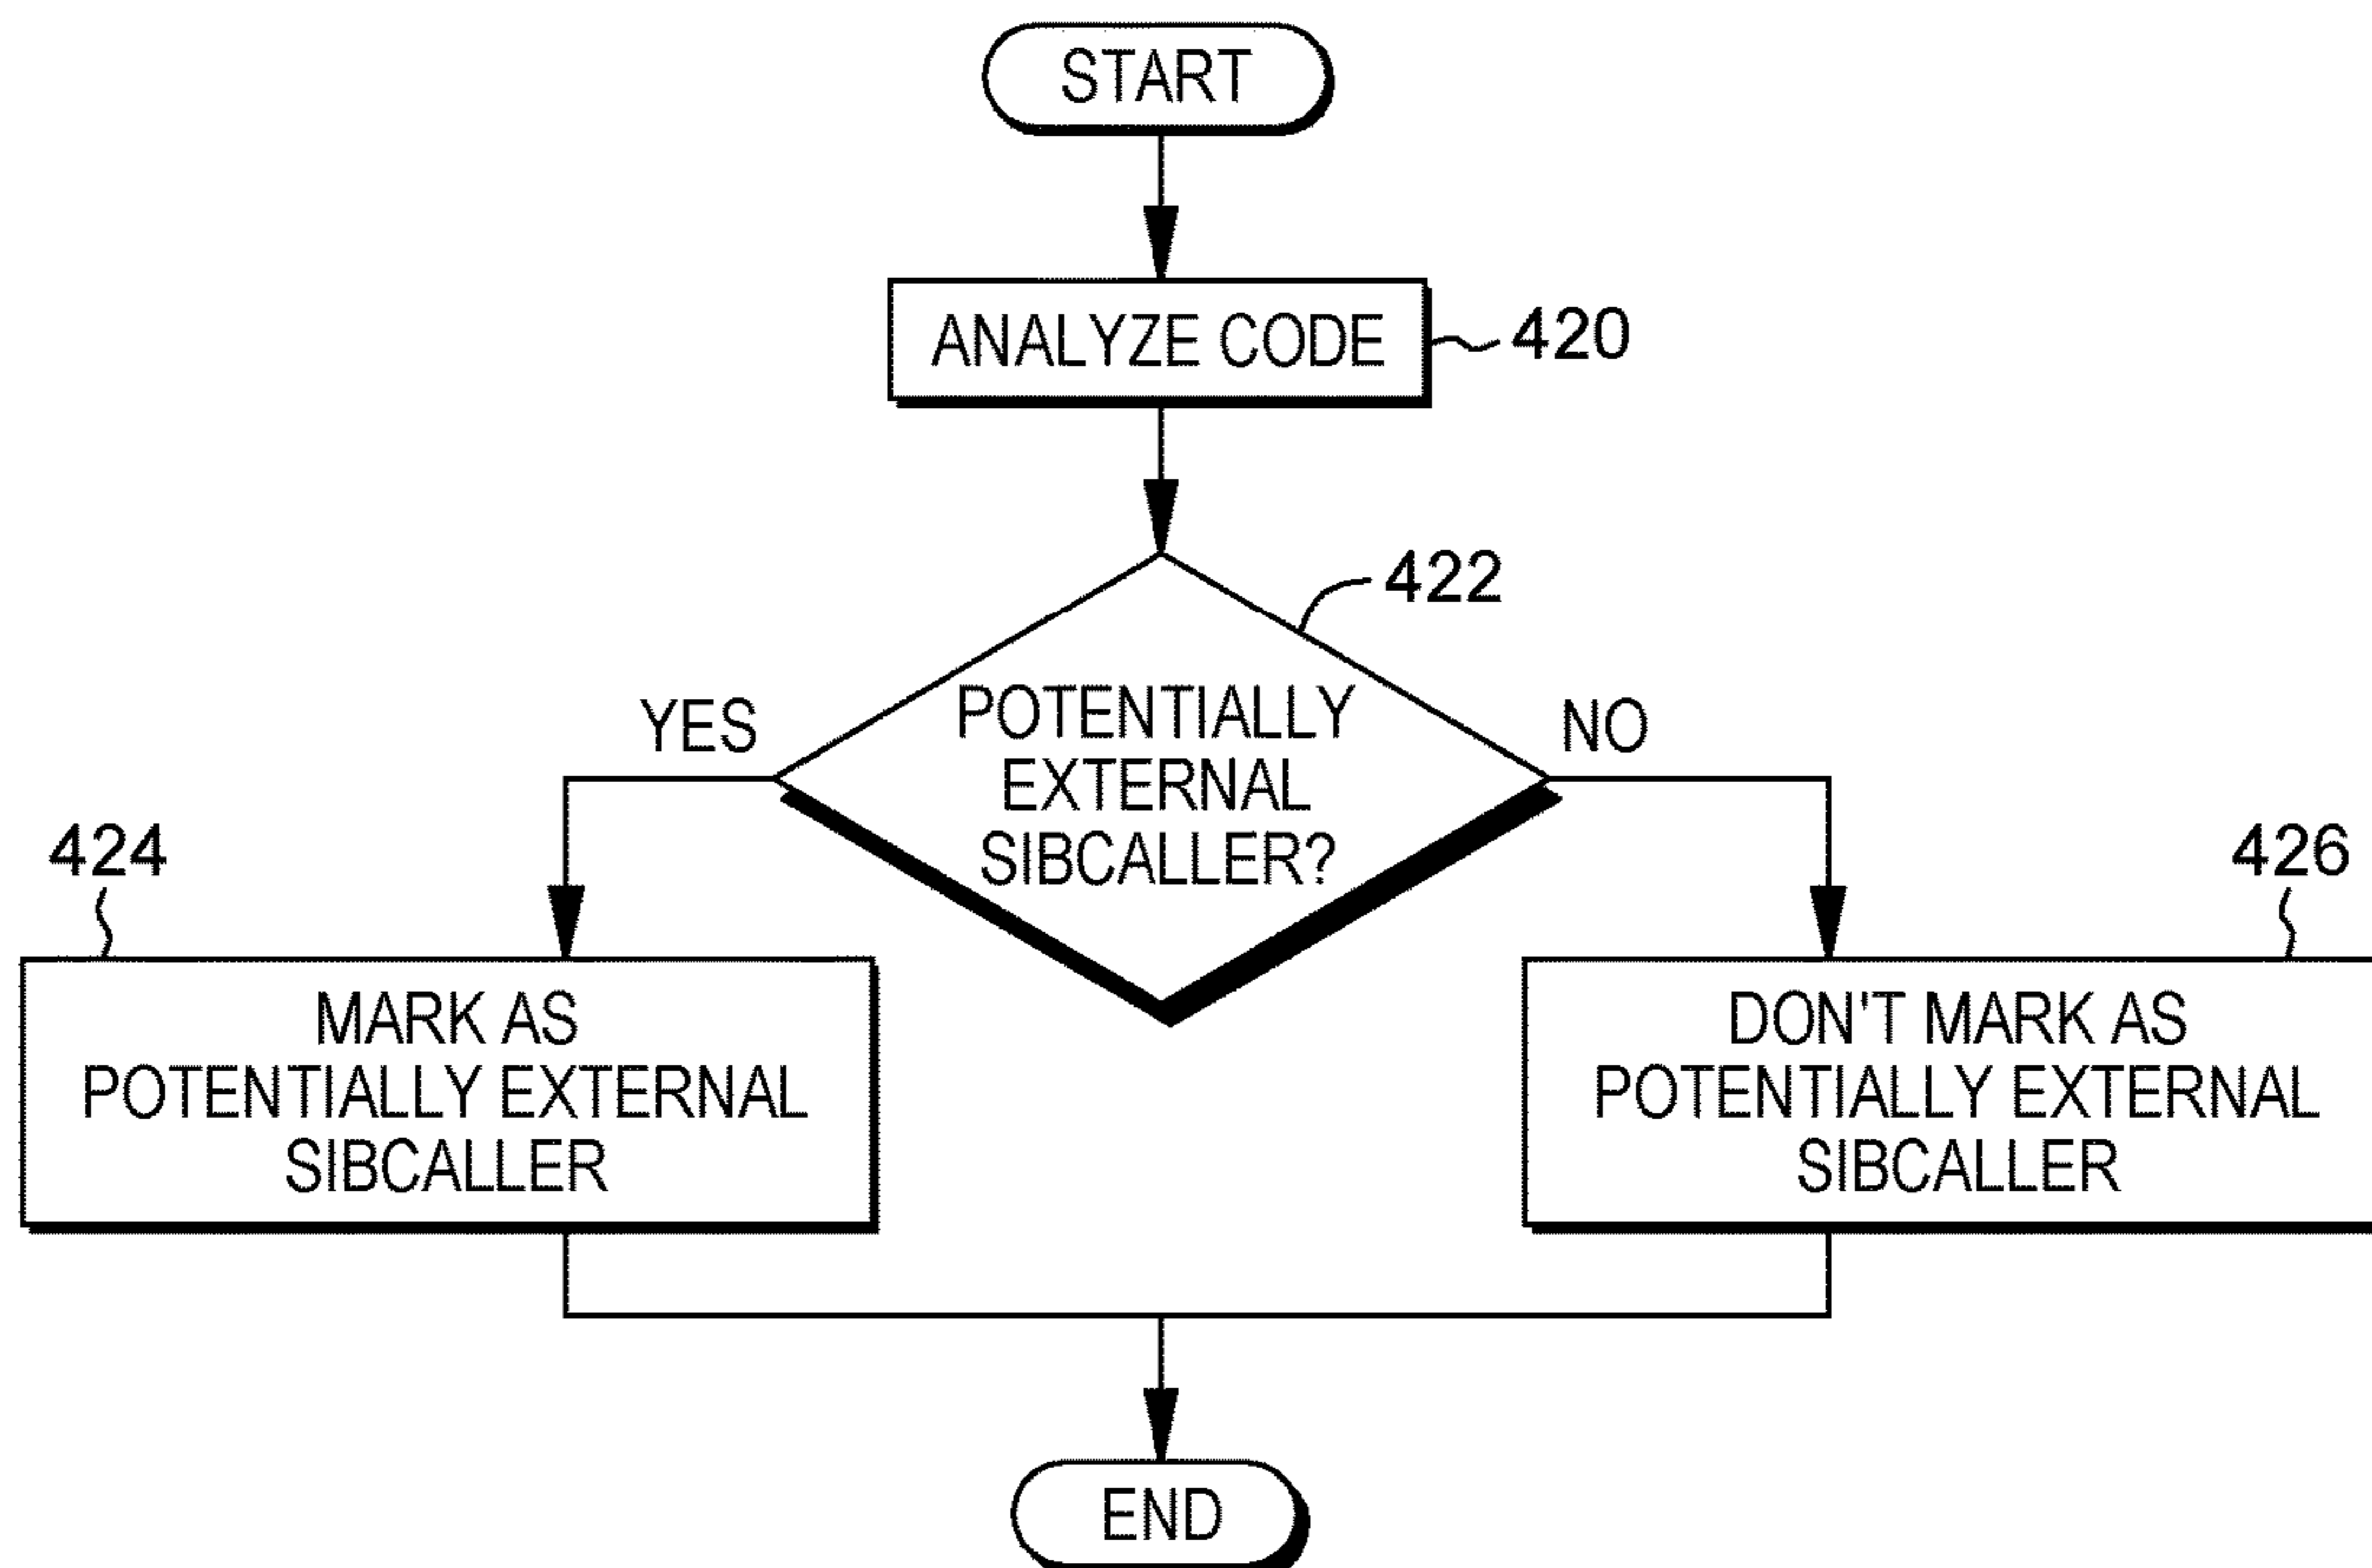 START
ANALYZE CODE
420
422
POTENTIALLY
EXTERNAL
SIBCALLER?
YES
NO
424
426
MARK AS
POTENTIALLY EXTERNAL
SIBCALLER
DON'T MARK AS
POTENTIALLY EXTERNAL
SIBCALLER
END